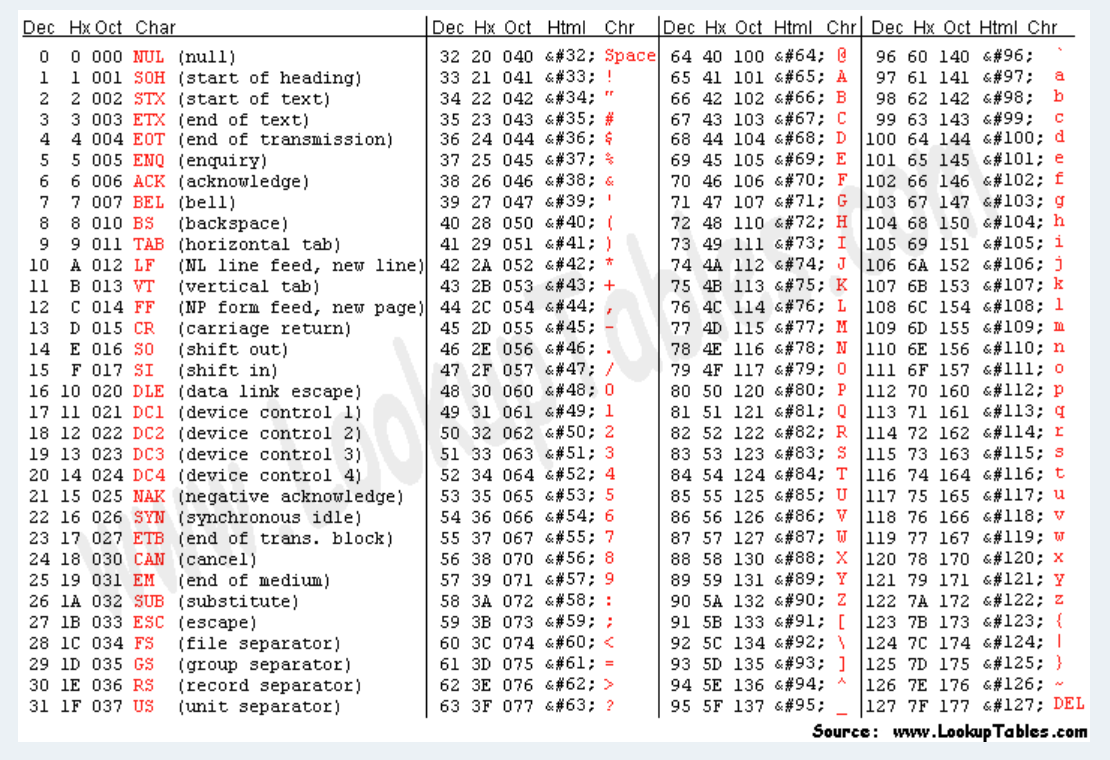 Dec Hx Oct Char Dec Hx Oct Html Chr Dec Hx Oct Html Chr Dec Hx Oct Html Chr
0 0 000 NUL (null) 32 20 040 &#32; Space 64 40 100 &#64; @ 96 60 140 &#96; `
1 1 001 SOH (start of heading) 33 21 041 &#33; ! 65 41 101 &#65; A 97 61 141 &#97; a
2 2 002 STX (start of text) 34 22 042 &#34; " 66 42 102 &#66; B 98 62 142 &#98; b
3 3 003 ETX (end of text) 35 23 043 &#35; # 67 43 103 &#67; C 99 63 143 &#99; c
4 4 004 EOT (end of transmission) 36 24 044 &#36; $ 68 44 104 &#68; D 100 64 144 &#100; d
5 5 005 ENQ (enquiry) 37 25 045 &#37; % 69 45 105 &#69; E 101 65 145 &#101; e
6 6 006 ACK (acknowledge) 38 26 046 &#38; & 70 46 106 &#70; F 102 66 146 &#102; f
7 7 007 BEL (bell) 39 27 047 &#39; ' 71 47 107 &#71; G 103 67 147 &#103; g
8 8 010 BS (backspace) 40 28 050 &#40; ( 72 48 110 &#72; H 104 68 150 &#104; h
9 9 011 TAB (horizontal tab) 41 29 051 &#41; ) 73 49 111 &#73; I 105 69 151 &#105; i
10 A 012 LF (NL line feed, new line) 42 2A 052 &#42; * 74 4A 112 &#74; J 106 6A 152 &#106; j
11 B 013 VT (vertical tab) 43 2B 053 &#43; + 75 4B 113 &#75; K 107 6B 153 &#107; k
12 C 014 FF (NP form feed, new page) 44 2C 054 &#44; , 76 4C 114 &#76; L 108 6C 154 &#108; l
13 D 015 CR (carriage return) 45 2D 055 &#45; - 77 4D 115 &#77; M 109 6D 155 &#109; m
14 E 016 SO (shift out) 46 2E 056 &#46; . 78 4E 116 &#78; N 110 6E 156 &#110; n
15 F 017 SI (shift in) 47 2F 057 &#47; / 79 4F 117 &#79; O 111 6F 157 &#111; o
16 10 020 DLE (data link escape) 48 30 060 &#48; 0 80 50 120 &#80; P 112 70 160 &#112; p
17 11 021 DC1 (device control 1) 49 31 061 &#49; 1 81 51 121 &#81; Q 113 71 161 &#113; q
18 12 022 DC2 (device control 2) 50 32 062 &#50; 2 82 52 122 &#82; R 114 72 162 &#114; r
19 13 023 DC3 (device control 3) 51 33 063 &#51; 3 83 53 123 &#83; S 115 73 163 &#115; s
20 14 024 DC4 (device control 4) 52 34 064 &#52; 4 84 54 124 &#84; T 116 74 164 &#116; t
21 15 025 NAK (negative acknowledge) 53 35 065 &#53; 5 85 55 125 &#85; U 117 75 165 &#117; u
22 16 026 SYN (synchronous idle) 54 36 066 &#54; 6 86 56 126 &#86; V 118 76 166 &#118; v
23 17 027 ETB (end of trans. block) 55 37 067 &#55; 7 87 57 127 &#87; W 119 77 167 &#119; w
24 18 030 CAN (cancel) 56 38 070 &#56; 8 88 58 130 &#88; X 120 78 170 &#120; x
25 19 031 EM (end of medium) 57 39 071 &#57; 9 89 59 131 &#89; Y 121 79 171 &#121; y
26 1A 032 SUB (substitute) 58 3A 072 &#58; : 90 5A 132 &#90; Z 122 7A 172 &#122; z
27 1B 033 ESC (escape) 59 3B 073 &#59; ; 91 5B 133 &#91; [ 123 7B 173 &#123; {
28 1C 034 FS (file separator) 60 3C 074 &#60; < 92 5C 134 &#92; \ 124 7C 174 &#124; |
29 1D 035 GS (group separator) 61 3D 075 &#61; = 93 5D 135 &#93; ] 125 7D 175 &#125; }
30 1E 036 RS (record separator) 62 3E 076 &#62; > 94 5E 136 &#94; ^ 126 7E 176 &#126; ~
31 1F 037 US (unit separator) 63 3F 077 &#63; ? 95 5F 137 &#95; _ 127 7F 177 &#127; DEL
Source: www.LookupTables.com
www.LookupTables.com